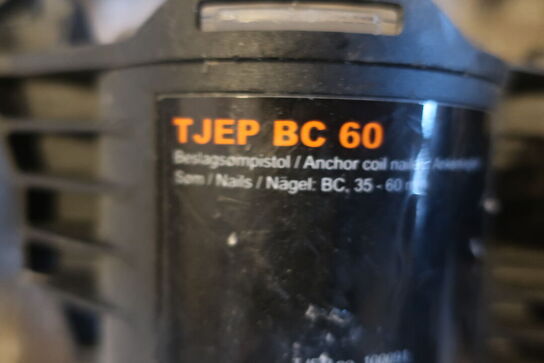 TJEP BC 60
Beslagsømpistol / Anchor coil nailer
Søm / Nails / Nägel: BC, 35 - 60